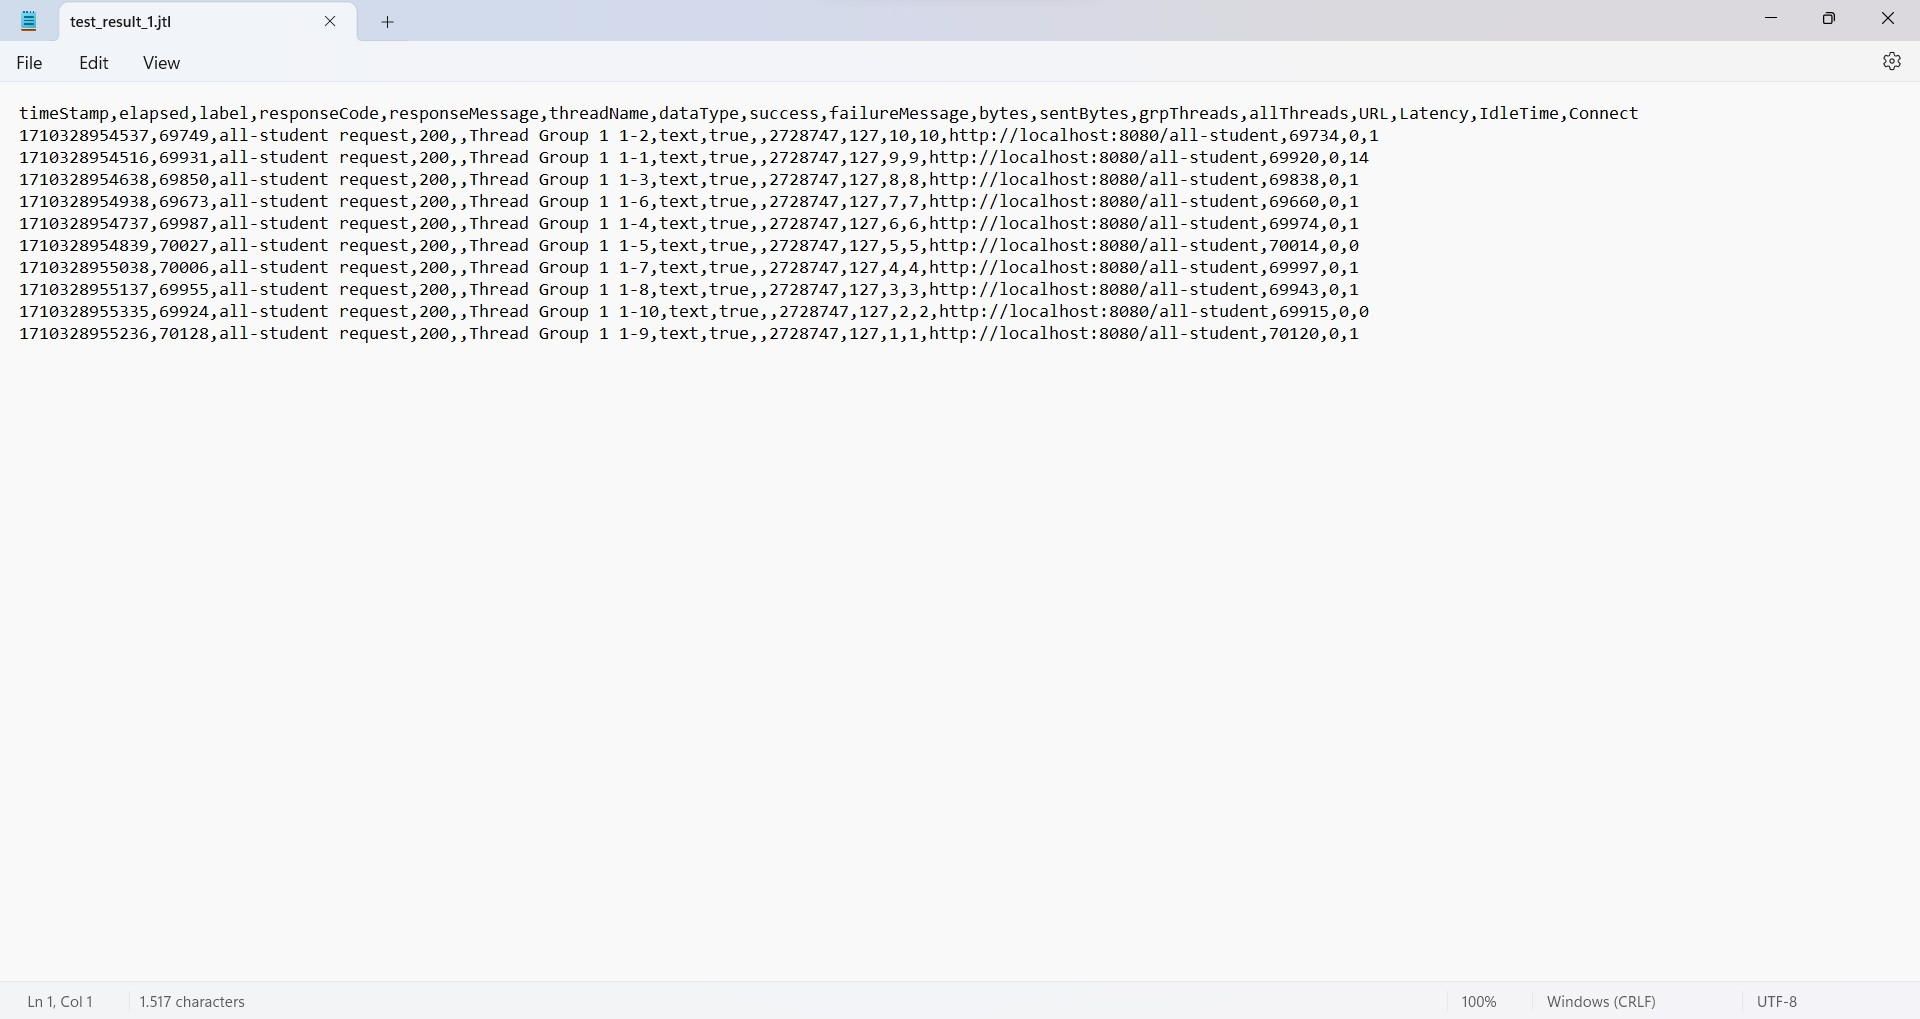 test_result_1.jtl
File Edit View
timeStamp,elapsed,label,responseCode,responseMessage,threadName,dataType,success,failureMessage,bytes,sentBytes,grpThreads,allThreads,URL,Latency,IdleTime,Connect
1710328954537,69749,all-student request,200,,Thread Group 1 1-2,text,true,,2728747,127,10,10,http://localhost:8080/all-student,69734,0,1
1710328954516,69931,all-student request,200,,Thread Group 1 1-1,text,true,,2728747,127,9,9,http://localhost:8080/all-student,69920,0,14
1710328954638,69850,all-student request,200,,Thread Group 1 1-3,text,true,,2728747,127,8,8,http://localhost:8080/all-student,69838,0,1
1710328954938,69673,all-student request,200,,Thread Group 1 1-6,text,true,,2728747,127,7,7,http://localhost:8080/all-student,69660,0,1
1710328954737,69987,all-student request,200,,Thread Group 1 1-4,text,true,,2728747,127,6,6,http://localhost:8080/all-student,69974,0,1
1710328954839,70027,all-student request,200,,Thread Group 1 1-5,text,true,,2728747,127,5,5,http://localhost:8080/all-student,70014,0,0
1710328955038,70006,all-student request,200,,Thread Group 1 1-7,text,true,,2728747,127,4,4,http://localhost:8080/all-student,69997,0,1
1710328955137,69955,all-student request,200,,Thread Group 1 1-8,text,true,,2728747,127,3,3,http://localhost:8080/all-student,69943,0,1
1710328955335,69924,all-student request,200,,Thread Group 1 1-10,text,true,,2728747,127,2,2,http://localhost:8080/all-student,69915,0,0
1710328955236,70128,all-student request,200,,Thread Group 1 1-9,text,true,,2728747,127,1,1,http://localhost:8080/all-student,70120,0,1
Ln 1, Col 1 1.517 characters 100% Windows (CRLF) UTF-8